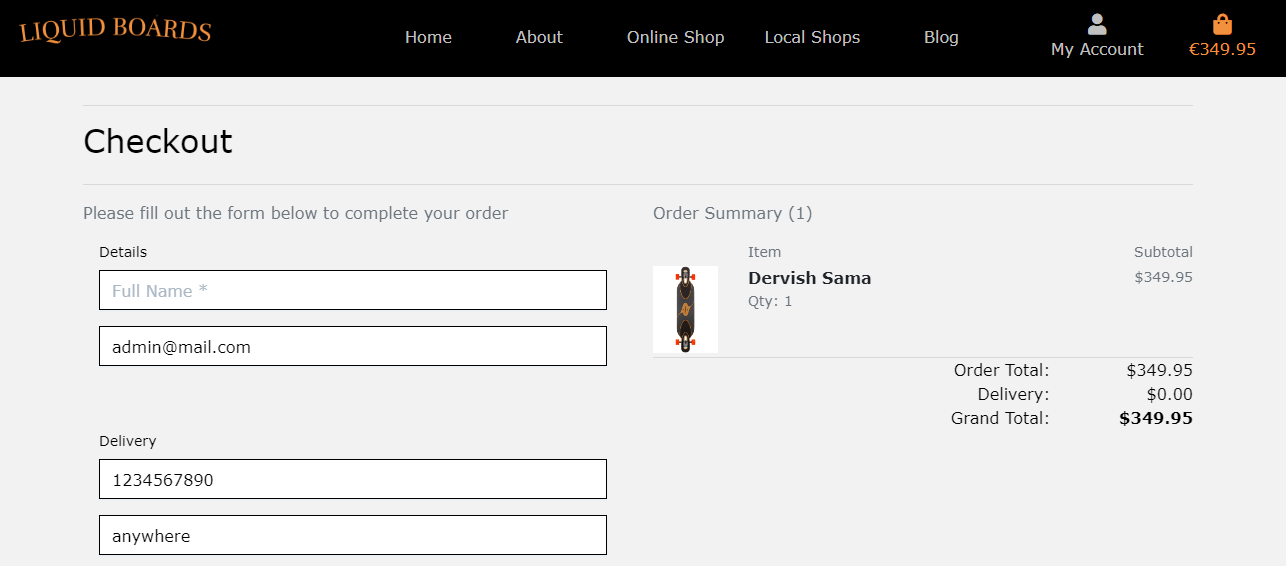 LIQUID BOARDS
Home About Online Shop Local Shops Blog My Account €349.95
Checkout
Please fill out the form below to complete your order
Details
Full Name *
admin@mail.com
Delivery
1234567890
anywhere
Order Summary (1)
Item Subtotal
Dervish Sama $349.95
Qty: 1
Order Total: $349.95
Delivery: $0.00
Grand Total: $349.95